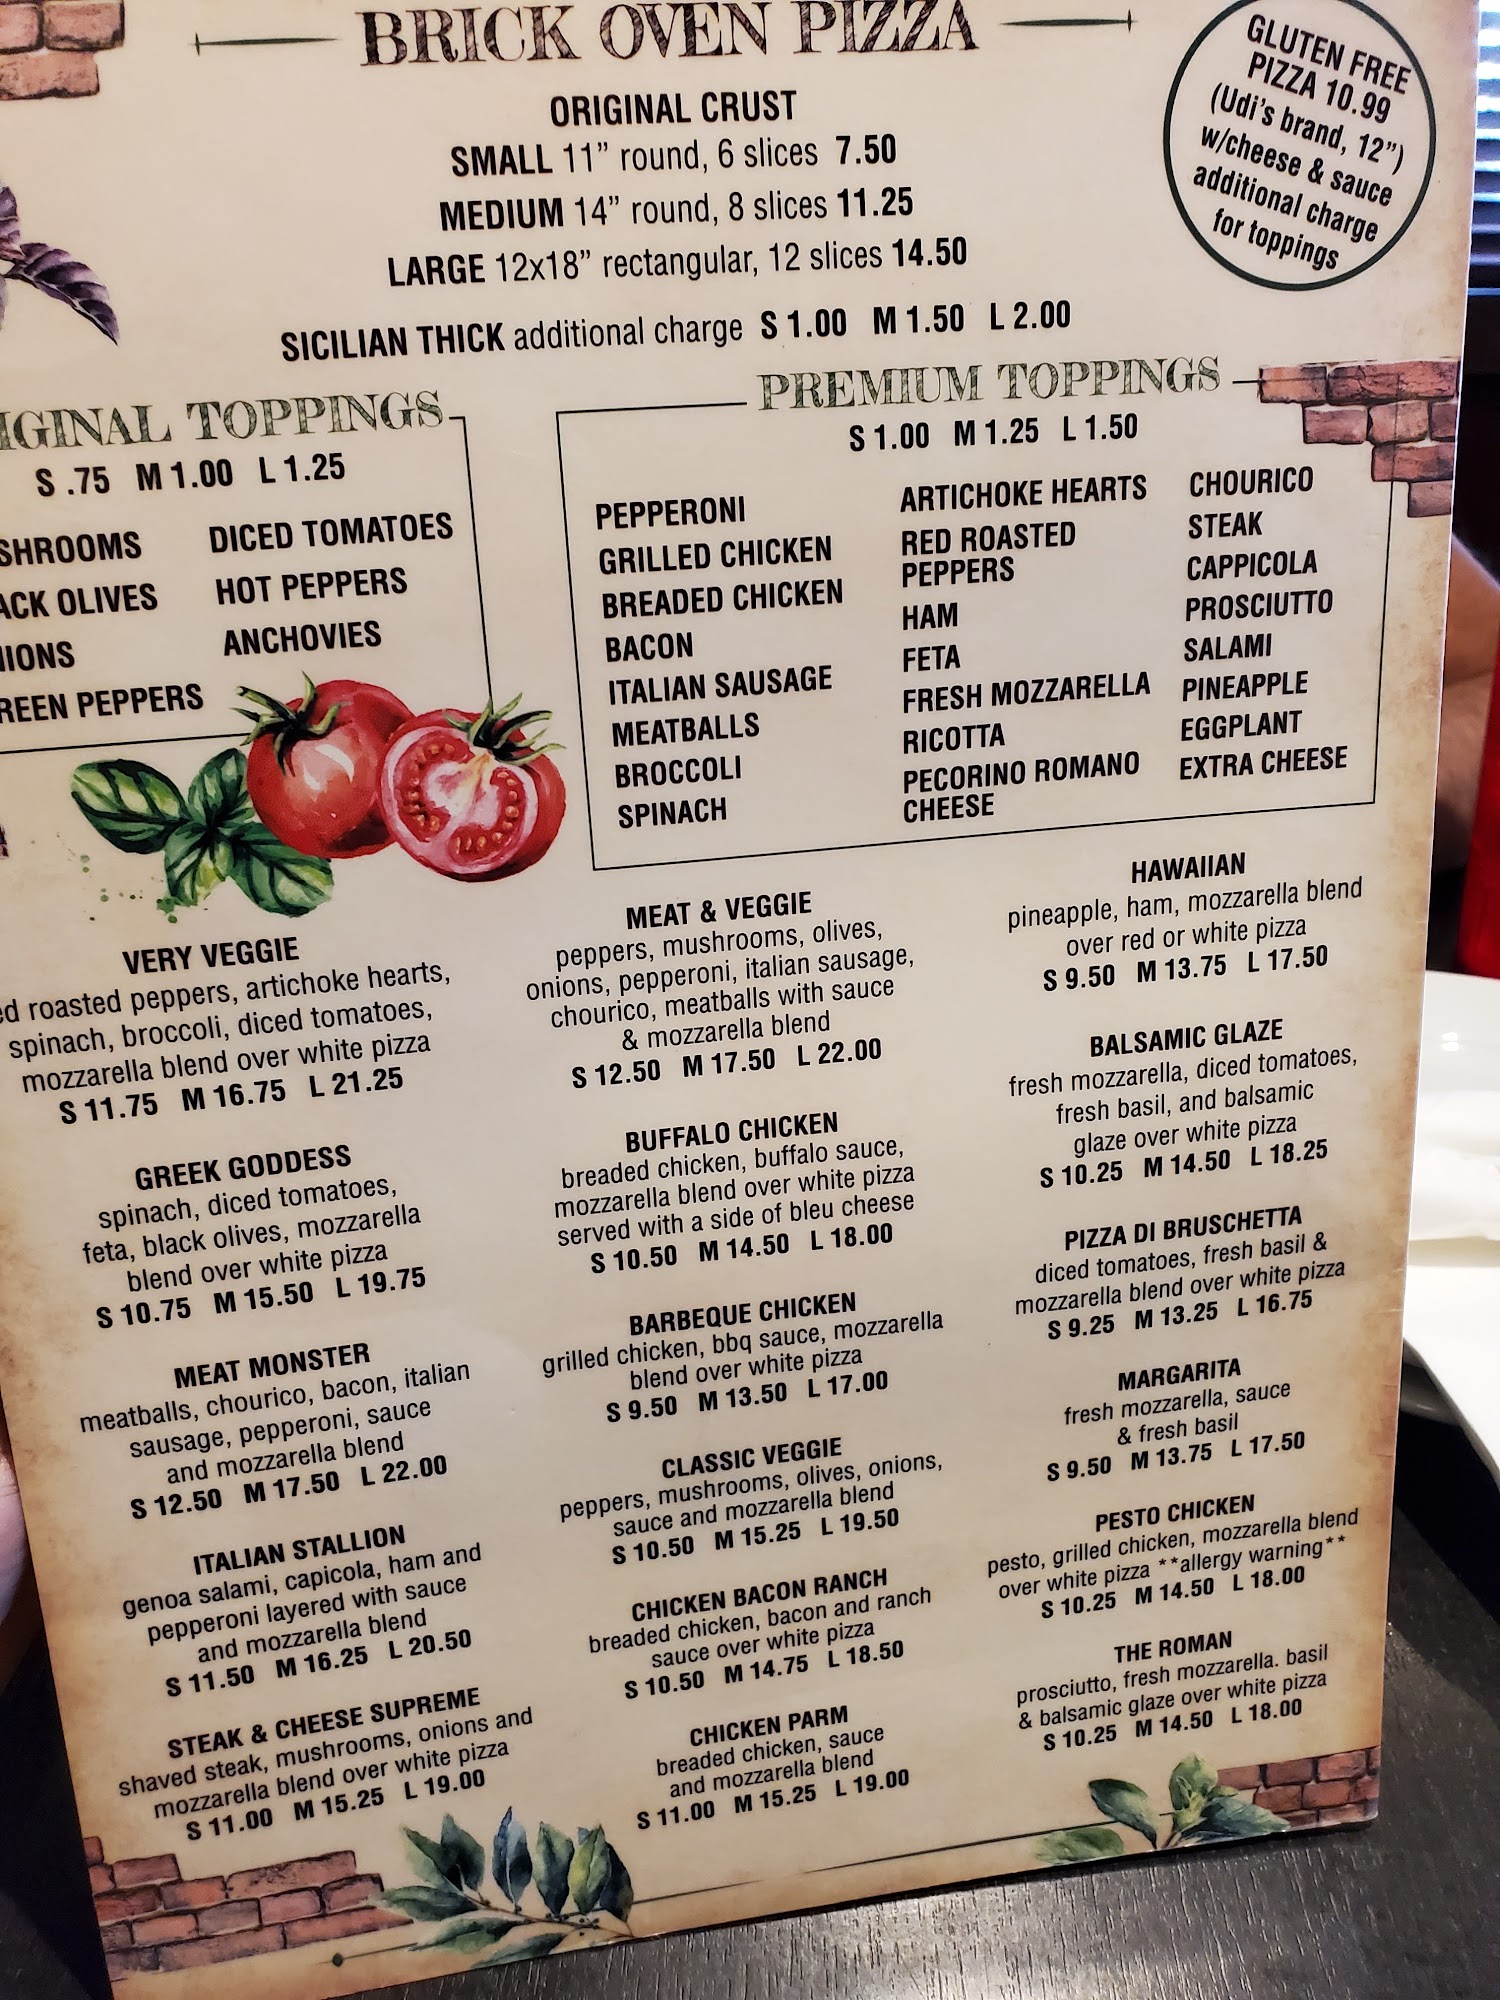 BRICK OVEN PIZZA
ORIGINAL CRUST
SMALL 11” round, 6 slices 7.50
MEDIUM 14” round, 8 slices 11.25
LARGE 12x18” rectangular, 12 slices 14.50
SICILIAN THICK additional charge S 1.00 M 1.50 L 2.00
GLUTEN FREE
PIZZA 10.99
(Udi’s brand, 12”)
w/cheese & sauce
additional charge
for toppings
IGINAL TOPPINGS
S .75 M 1.00 L 1.25
SHROOMS
ACK OLIVES
IONS
REEN PEPPERS
DICED TOMATOES
HOT PEPPERS
ANCHOVIES
PREMIUM TOPPINGS
S 1.00 M 1.25 L 1.50
PEPPERONI
GRILLED CHICKEN
BREADED CHICKEN
BACON
ITALIAN SAUSAGE
MEATBALLS
BROCCOLI
SPINACH
ARTICHOKE HEARTS
RED ROASTED
PEPPERS
HAM
FETA
FRESH MOZZARELLA
RICOTTA
PECORINO ROMANO
CHEESE
CHOURICO
STEAK
CAPPICOLA
PROSCIUTTO
SALAMI
PINEAPPLE
EGGPLANT
EXTRA CHEESE
VERY VEGGIE
ed roasted peppers, artichoke hearts,
spinach, broccoli, diced tomatoes,
mozzarella blend over white pizza
S 11.75 M 16.75 L 21.25
GREEK GODDESS
spinach, diced tomatoes,
feta, black olives, mozzarella
blend over white pizza
S 10.75 M 15.50 L 19.75
MEAT MONSTER
meatballs, chourico, bacon, italian
sausage, pepperoni, sauce
and mozzarella blend
S 12.50 M 17.50 L 22.00
ITALIAN STALLION
genoa salami, capicola, ham and
pepperoni layered with sauce
and mozzarella blend
S 11.50 M 16.25 L 20.50
STEAK & CHEESE SUPREME
shaved steak, mushrooms, onions and
mozzarella blend over white pizza
S 11.00 M 15.25 L 19.00
MEAT & VEGGIE
peppers, mushrooms, olives,
onions, pepperoni, italian sausage,
chourico, meatballs with sauce
& mozzarella blend
S 12.50 M 17.50 L 22.00
BUFFALO CHICKEN
breaded chicken, buffalo sauce,
mozzarella blend over white pizza
served with a side of bleu cheese
S 10.50 M 14.50 L 18.00
BARBEQUE CHICKEN
grilled chicken, bbq sauce, mozzarella
blend over white pizza
S 9.50 M 13.50 L 17.00
CLASSIC VEGGIE
peppers, mushrooms, olives, onions,
sauce and mozzarella blend
S 10.50 M 15.25 L 19.50
CHICKEN BACON RANCH
breaded chicken, bacon and ranch
sauce over white pizza
S 10.50 M 14.75 L 18.50
CHICKEN PARM
breaded chicken, sauce
and mozzarella blend
S 11.00 M 15.25 L 19.00
HAWAIIAN
pineapple, ham, mozzarella blend
over red or white pizza
S 9.50 M 13.75 L 17.50
BALSAMIC GLAZE
fresh mozzarella, diced tomatoes,
fresh basil, and balsamic
glaze over white pizza
S 10.25 M 14.50 L 18.25
PIZZA DI BRUSCHETTA
diced tomatoes, fresh basil &
mozzarella blend over white pizza
S 9.25 M 13.25 L 16.75
MARGARITA
fresh mozzarella, sauce
& fresh basil
S 9.50 M 13.75 L 17.50
PESTO CHICKEN
pesto, grilled chicken, mozzarella blend
over white pizza **allergy warning**
S 10.25 M 14.50 L 18.00
THE ROMAN
prosciutto, fresh mozzarella. basil
& balsamic glaze over white pizza
S 10.25 M 14.50 L 18.00